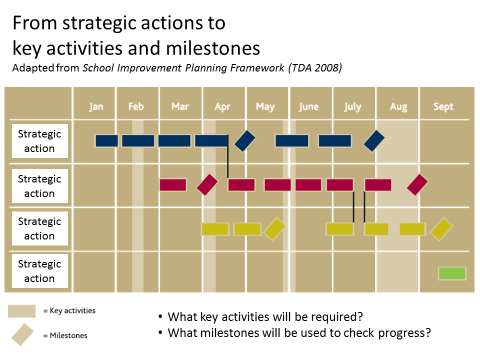 From strategic actions to
key activities and milestones
Adapted from School Improvement Planning Framework (TDA 2008)
Jan Feb Mar Apr May June July Aug Sept
Strategic
action
Strategic
action
Strategic
action
Strategic
action
= Key activities
= Milestones
• What key activities will be required?
• What milestones will be used to check progress?